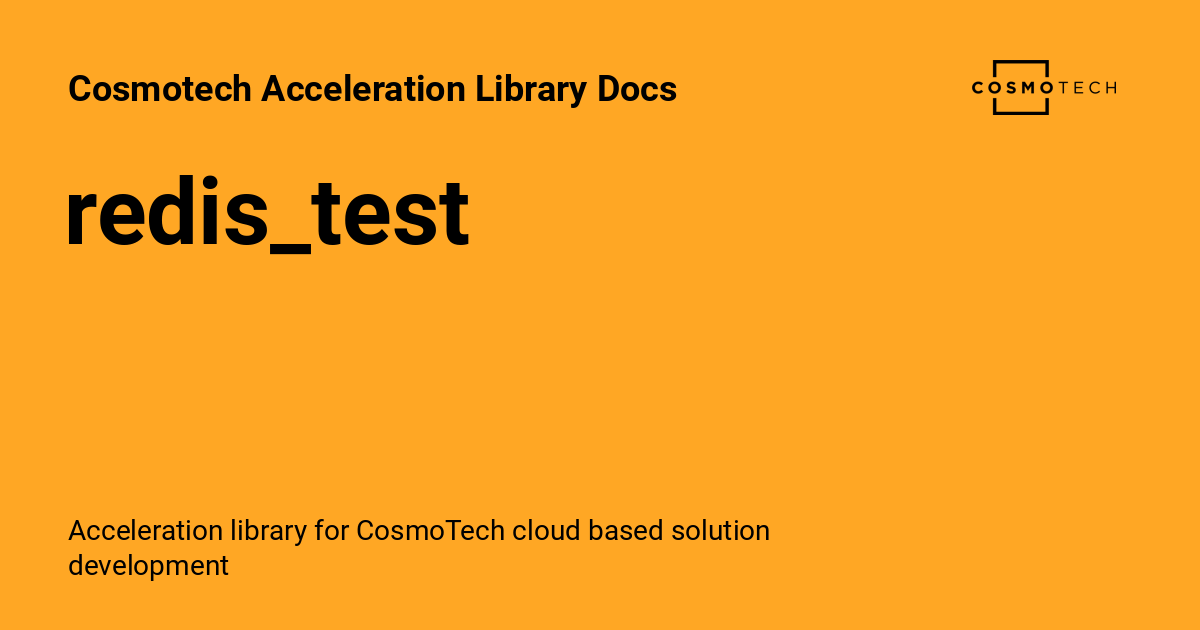 Cosmotech Acceleration Library Docs
COSMOTECH
redis_test
Acceleration library for CosmoTech cloud based solution
development